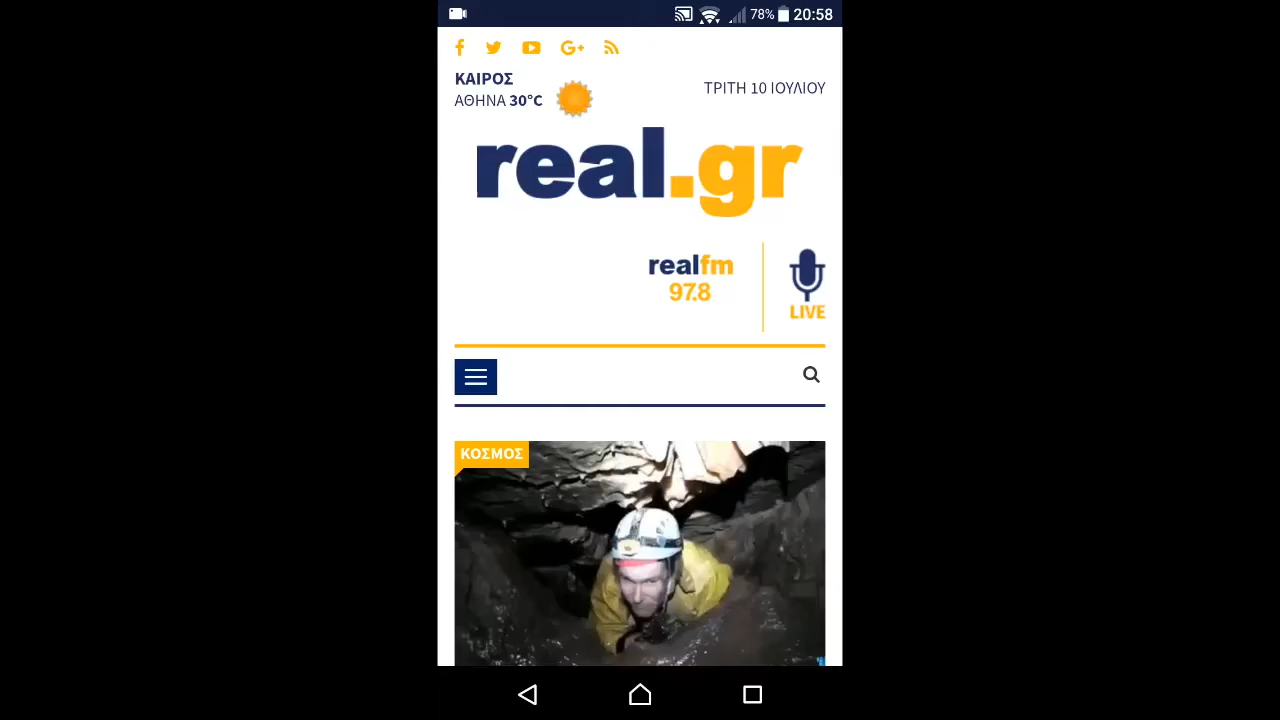 78% 20:58
ΚΑΙΡΟΣ
ΑΘΗΝΑ 30°C
ΤΡΙΤΗ 10 ΙΟΥΛΙΟΥ
real.gr
realfm
97.8
LIVE
ΚΟΣΜΟΣ